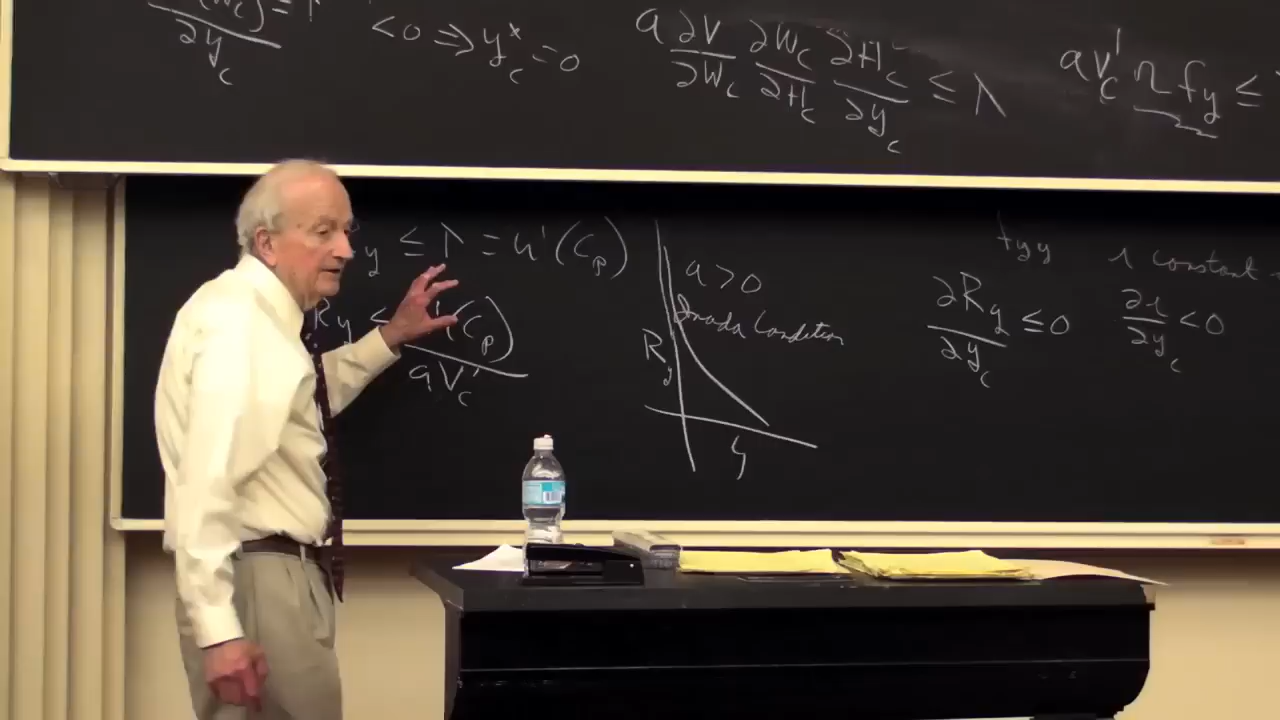 ∂y_c
< 0 ⇒ y*_c = 0
a ∂V/∂W_c ∂W_c/∂H_c ∂H_c/∂y_c ≤ λ
a V'_c η f_y ≤
y ≤ λ = u'(C_p)
R_y ≤ u'(C_p)/aV'_c
a > 0
Inada Condition
R_y
y
f_yy
r constant
∂R_y/∂y_c ≤ 0
∂r/∂y_c < 0